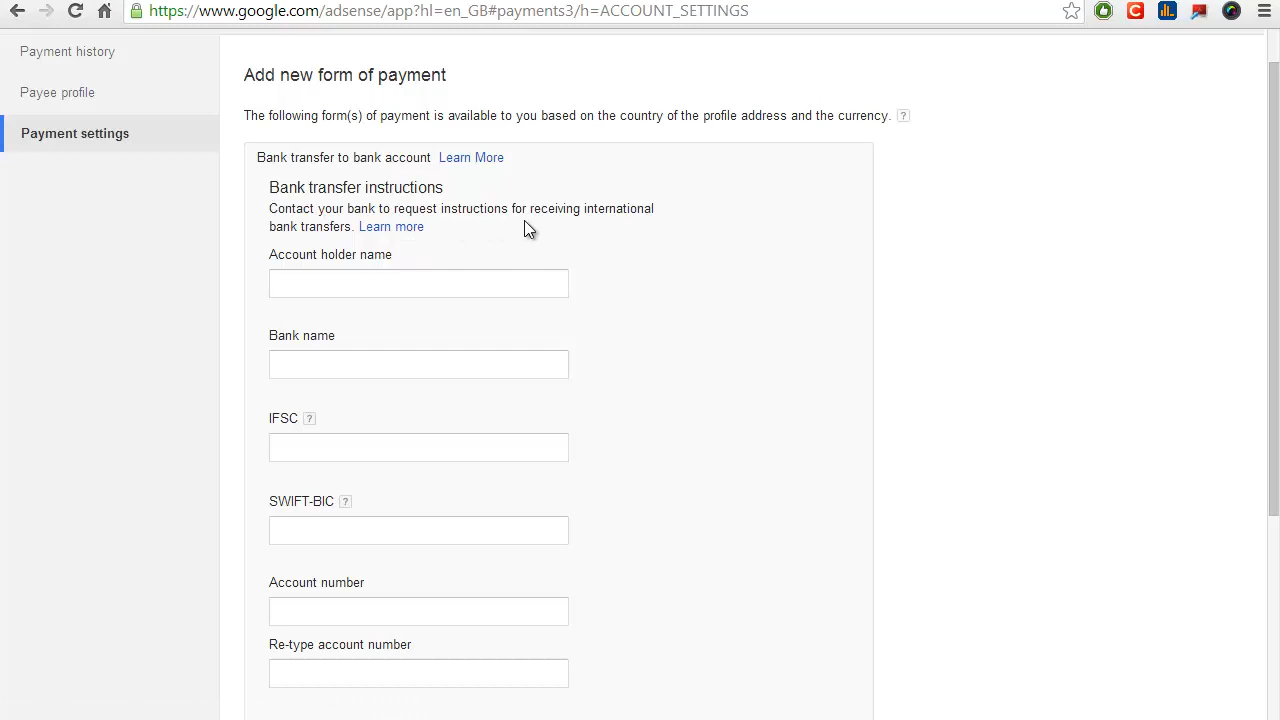 https://www.google.com/adsense/app?hl=en_GB#payments3/h=ACCOUNT_SETTINGS
Payment history
Payee profile
Payment settings
Add new form of payment
The following form(s) of payment is available to you based on the country of the profile address and the currency. ?
Bank transfer to bank account Learn More
Bank transfer instructions
Contact your bank to request instructions for receiving international
bank transfers. Learn more
Account holder name
Bank name
IFSC ?
SWIFT-BIC ?
Account number
Re-type account number